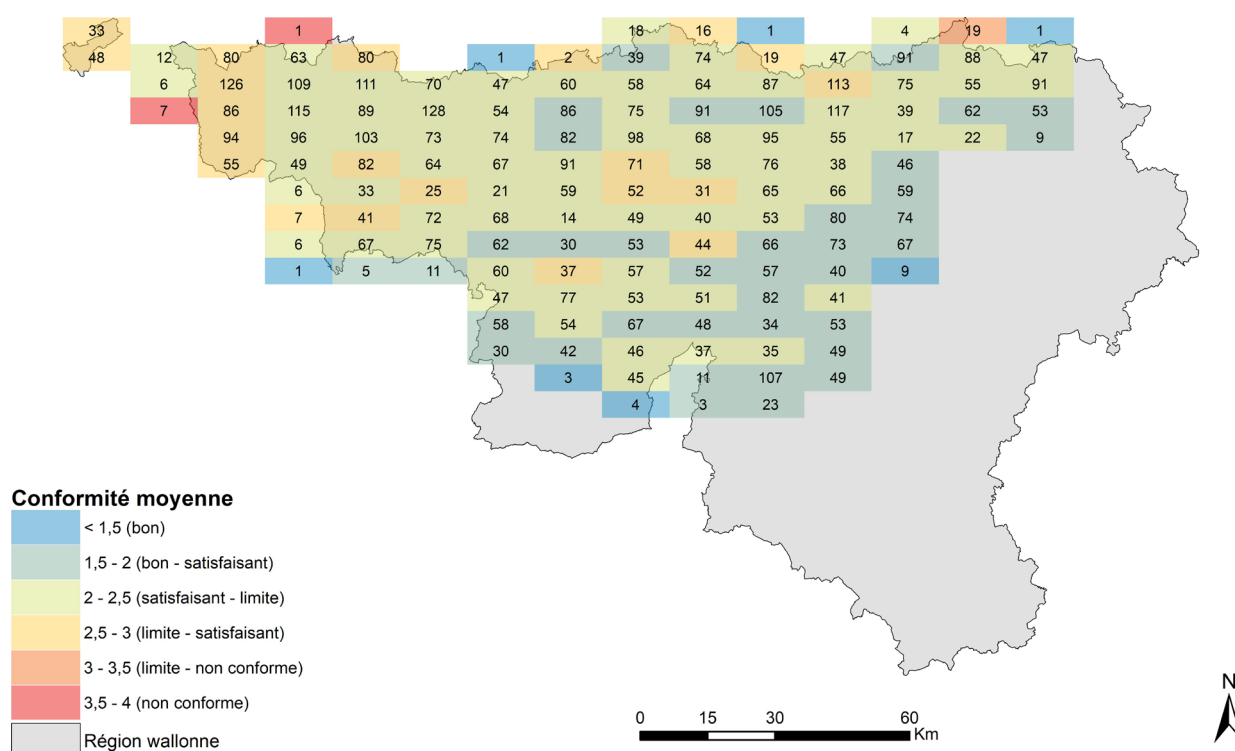 33 1 18 16 1 4 19 1
48 12 80 63 80 1 2 39 74 19 47 91 88 47
6 126 109 111 70 47 60 58 64 87 113 75 55 91
7 86 115 89 128 54 86 75 91 105 117 39 62 53
94 96 103 73 74 82 98 68 95 55 17 22 9
55 49 82 64 67 91 71 58 76 38 46
6 33 25 21 59 52 31 65 66 59
7 41 72 68 14 49 40 53 80 74
6 67 75 62 30 53 44 66 73 67
1 5 11 60 37 57 52 57 40 9
47 77 53 51 82 41
58 54 67 48 34 53
30 42 46 37 35 49
3 45 11 107 49
4 3 23
Conformité moyenne
< 1,5 (bon)
1,5 - 2 (bon - satisfaisant)
2 - 2,5 (satisfaisant - limite)
2,5 - 3 (limite - satisfaisant)
3 - 3,5 (limite - non conforme)
3,5 - 4 (non conforme)
Région wallonne
0 15 30 60
Km
N